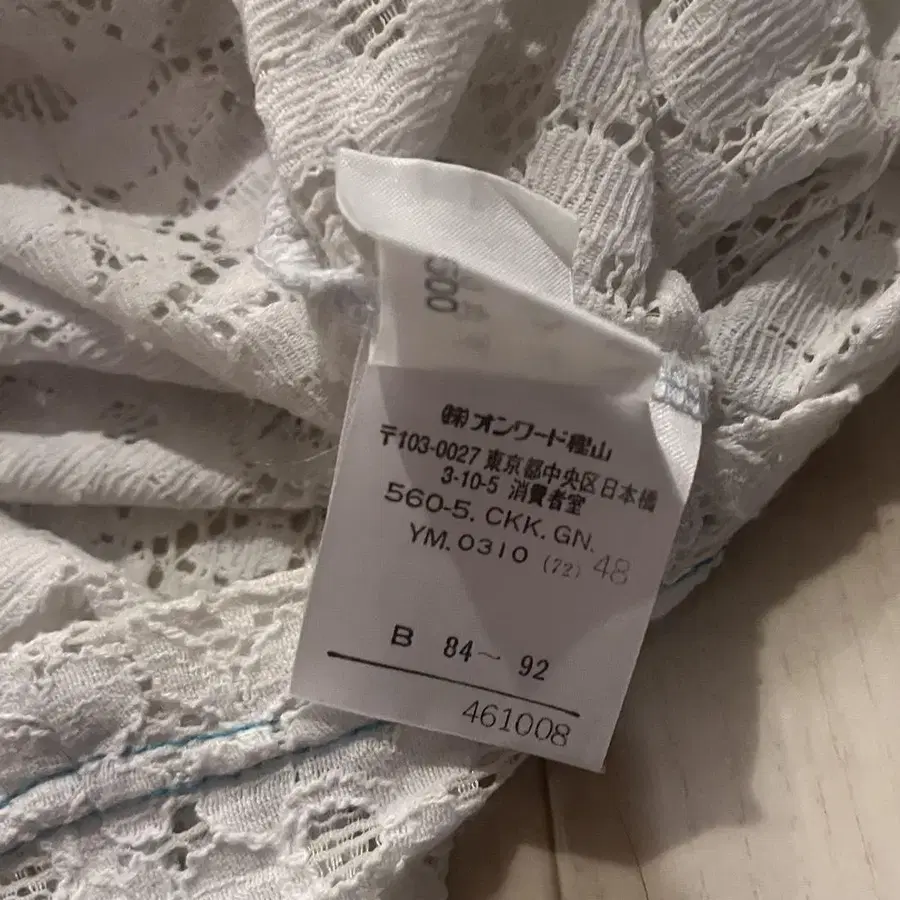 500
㈱オンワード樫山
〒103-0027 東京都中央区日本橋
3-10-5 消費者室
560-5. CKK. GN.
YM. 0310 (72) 48
B 84～ 92
461008